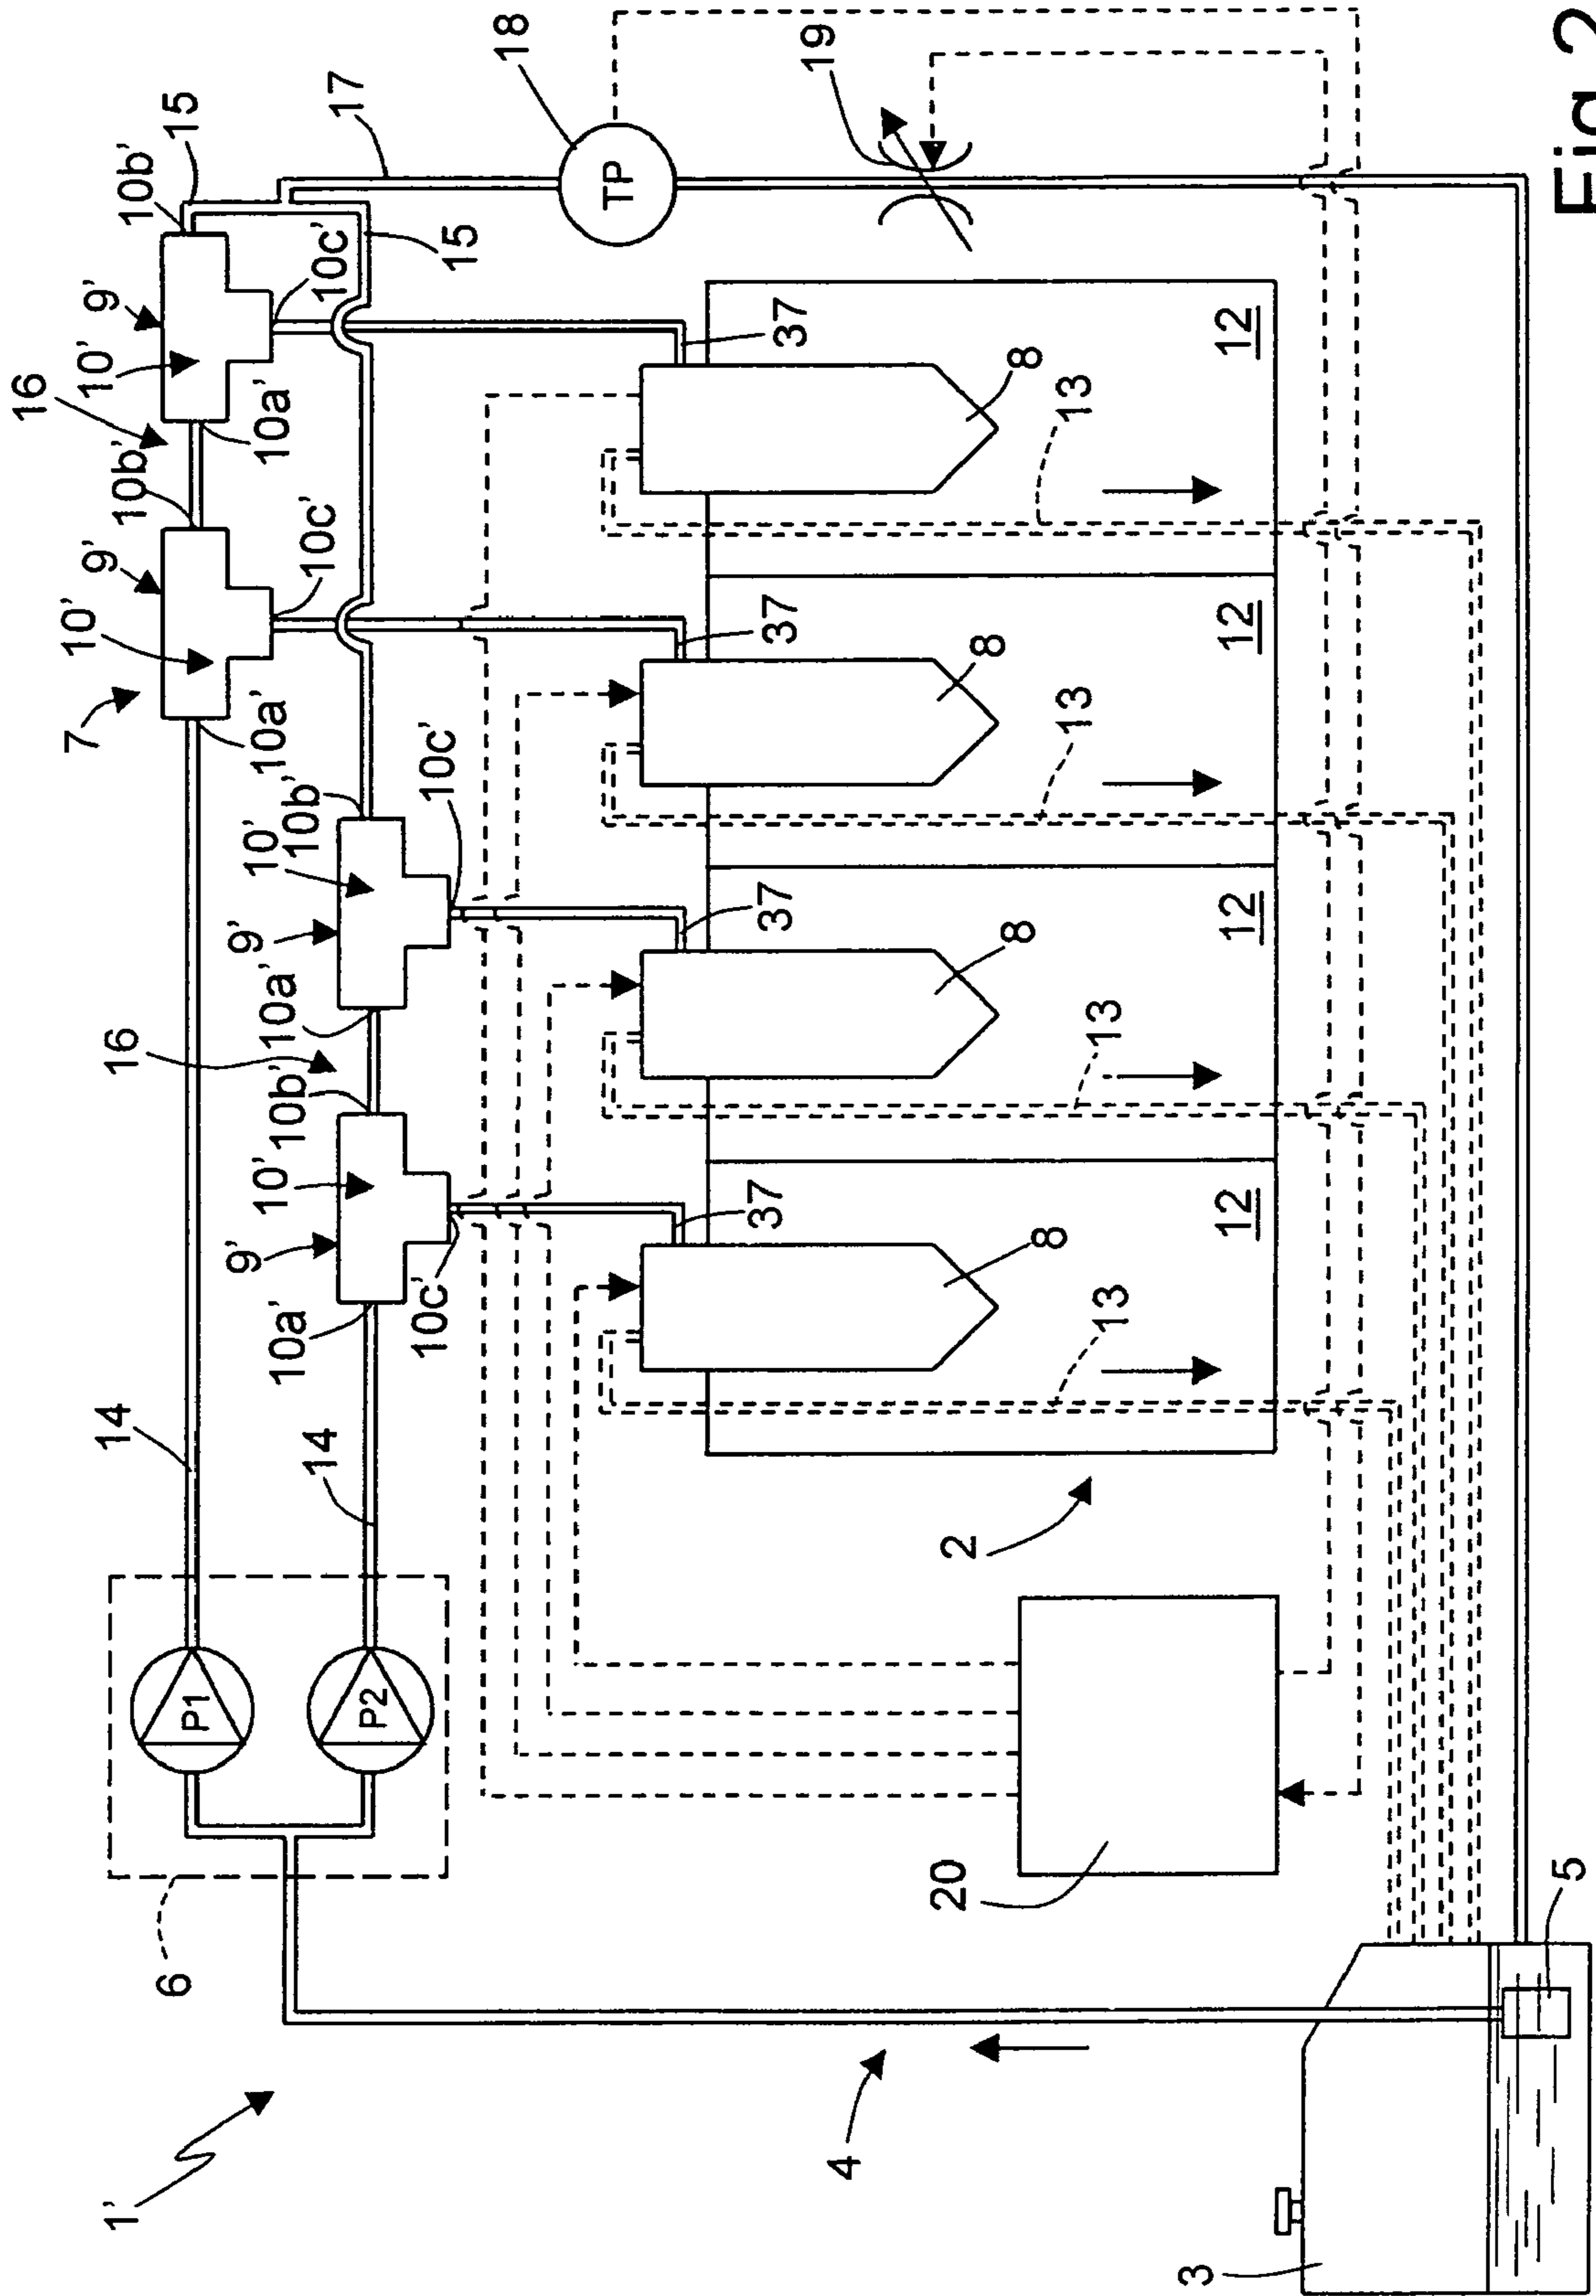 16
7
10' 9' 10' 9'
1' 14 10b' 10b' 15
6 P1
9' 10' 9' 10' 10a' 10a'
16
10a' 10b' 10a' 10b' 10c' 10c' 17
14
P2
10c' 10c' 15
18
TP
37 37 37 37
19
4
20 2
8 8 8 8
13 13 13 13
3 12 12 12 12
5
Fig.2